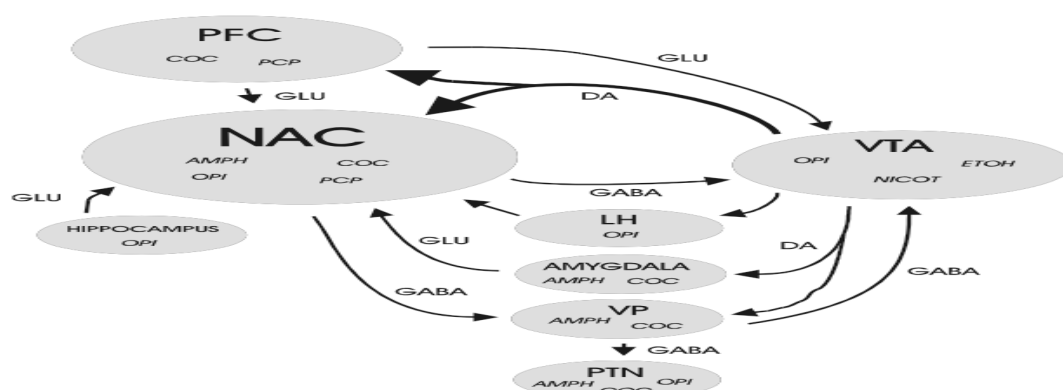 PFC
COC PCP
GLU
GLU
DA
NAC
AMPH COC
OPI PCP
VTA
OPI ETOH
NICOT
GLU
GABA
HIPPOCAMPUS
OPI
LH
OPI
GLU
DA
AMYGDALA
AMPH COC
GABA
GABA
VP
AMPH COC
GABA
PTN
AMPH OPI
COC